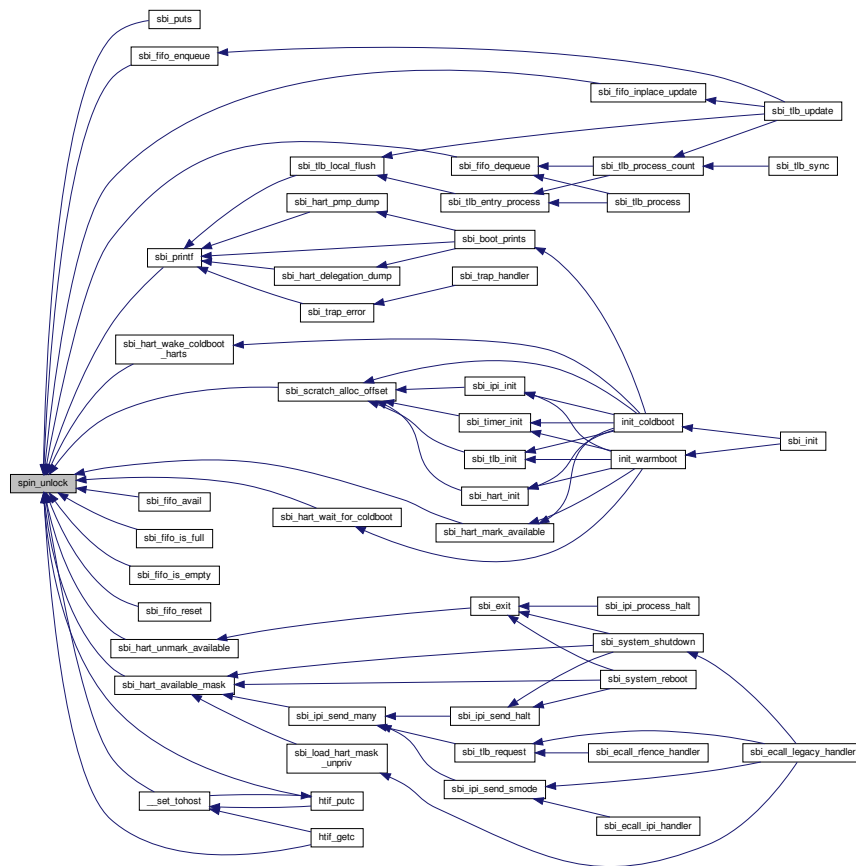 sbi_puts
sbi_fifo_enqueue
sbi_fifo_inplace_update
sbi_tlb_update
sbi_tlb_local_flush
sbi_fifo_dequeue
sbi_tlb_process_count
sbi_tlb_sync
sbi_hart_pmp_dump
sbi_tlb_entry_process
sbi_tlb_process
sbi_printf
sbi_boot_prints
sbi_hart_delegation_dump
sbi_trap_handler
sbi_trap_error
sbi_hart_wake_coldboot
_harts
sbi_scratch_alloc_offset
sbi_ipi_init
sbi_timer_init
init_coldboot
sbi_init
sbi_tlb_init
init_warmboot
spin_unlock
sbi_fifo_avail
sbi_hart_init
sbi_hart_wait_for_coldboot
sbi_hart_mark_available
sbi_fifo_is_full
sbi_fifo_is_empty
sbi_fifo_reset
sbi_exit
sbi_ipi_process_halt
sbi_hart_unmark_available
sbi_system_shutdown
sbi_hart_available_mask
sbi_system_reboot
sbi_ipi_send_many
sbi_ipi_send_halt
sbi_load_hart_mask
_unpriv
sbi_tlb_request
sbi_ecall_rfence_handler
sbi_ecall_legacy_handler
__set_tohost
htif_putc
sbi_ipi_send_smode
sbi_ecall_ipi_handler
htif_getc